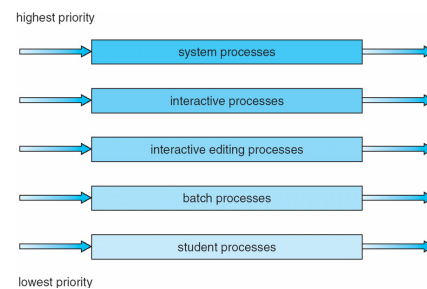 highest priority
system processes
interactive processes
interactive editing processes
batch processes
student processes
lowest priority